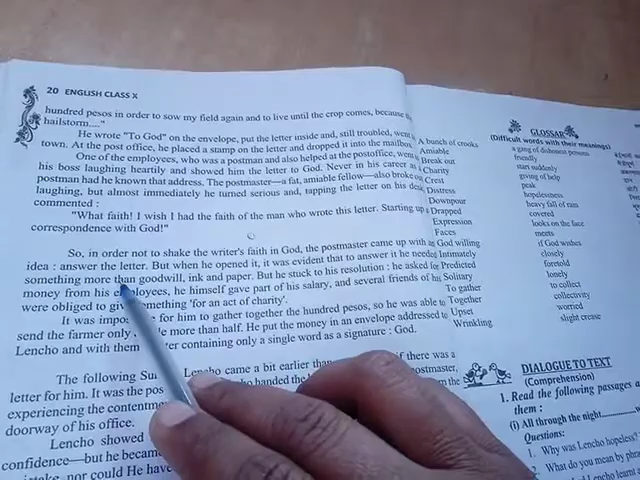 20 ENGLISH CLASS X
hundred pesos in order to sow my field again and to live until the crop comes, because
hailstorm...."
He wrote "To God" on the envelope, put the letter inside and, still troubled, went
town. At the post office, he placed a stamp on the letter and dropped it into the mailbox.
One of the employees, who was a postman and also helped at the postoffice, went
his boss laughing heartily and showed him the letter to God. Never in his career as
postman had he known that address. The postmaster—a fat, amiable fellow—also broke
laughing, but almost immediately he turned serious and, tapping the letter on his desk,
commented :
"What faith! I wish I had the faith of the man who wrote this letter. Starting up
correspondence with God!"
So, in order not to shake the writer's faith in God, the postmaster came up with
idea : answer the letter. But when he opened it, it was evident that to answer it he needed
something more than goodwill, ink and paper. But he stuck to his resolution : he asked for
money from his employees, he himself gave part of his salary, and several friends of his
were obliged to give something 'for an act of charity'.
It was for him to gather together the hundred pesos, so he was able to
send the farmer only more than half. He put the money in an envelope addressed to
Lencho and with them containing only a single word as a signature : God.
The following Lencho came a bit earlier than if there was
letter for him. It was the handed the postmaster,
experiencing the the
doorway of his office.
Lencho showed
confidence—but he became
nor could He have
GLOSSARY
(Difficult words with their meanings)
A bunch of crooks a gang of dishonest persons
Amiable friendly
Break out start suddenly
Charity giving of help
Crest peak
Distress hopelessness
Downpour heavy fall of rain
Drapped covered
Expression looks on the face
Faces meets
God willing if God wishes
Intimately closely
Predicted foretold
Solitary lonely
To gather to collect
Together collectivity
Upset worried
Wrinkling slight crease
DIALOGUE TO TEXT
(Comprehension)
1. Read the following passages
them :
(i) All through the night
Questions:
1. Why was Lencho hopeless?
2. What do you mean by